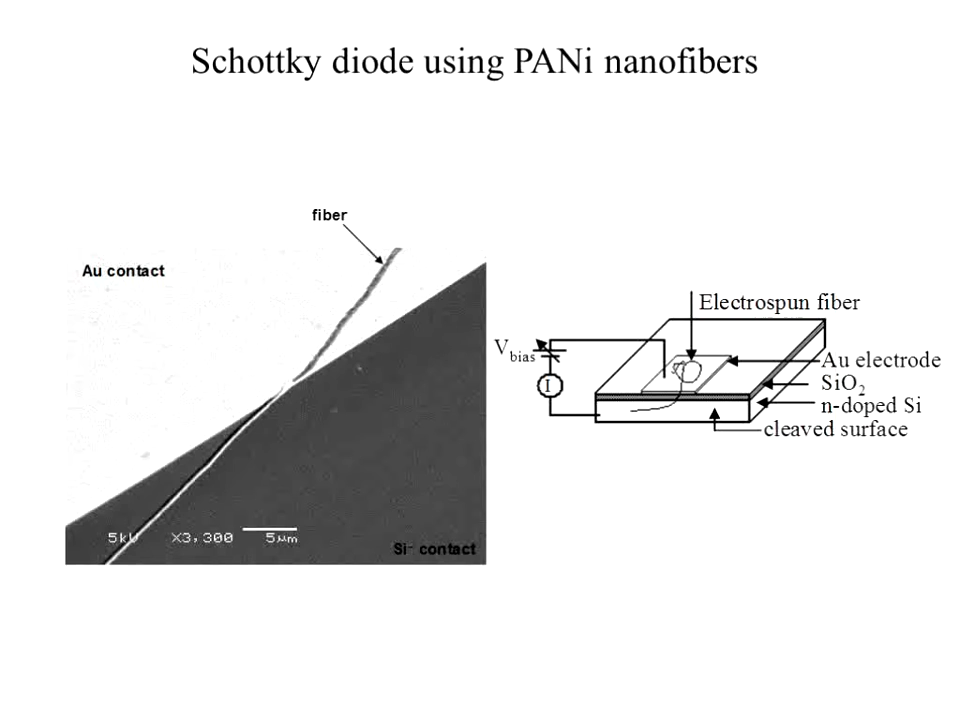 Schottky diode using PANi nanofibers
fiber
Au contact
5kV X3,300 5µm
Si⁻ contact
Electrospun fiber
Vbias
I
Au electrode
SiO2
n-doped Si
cleaved surface